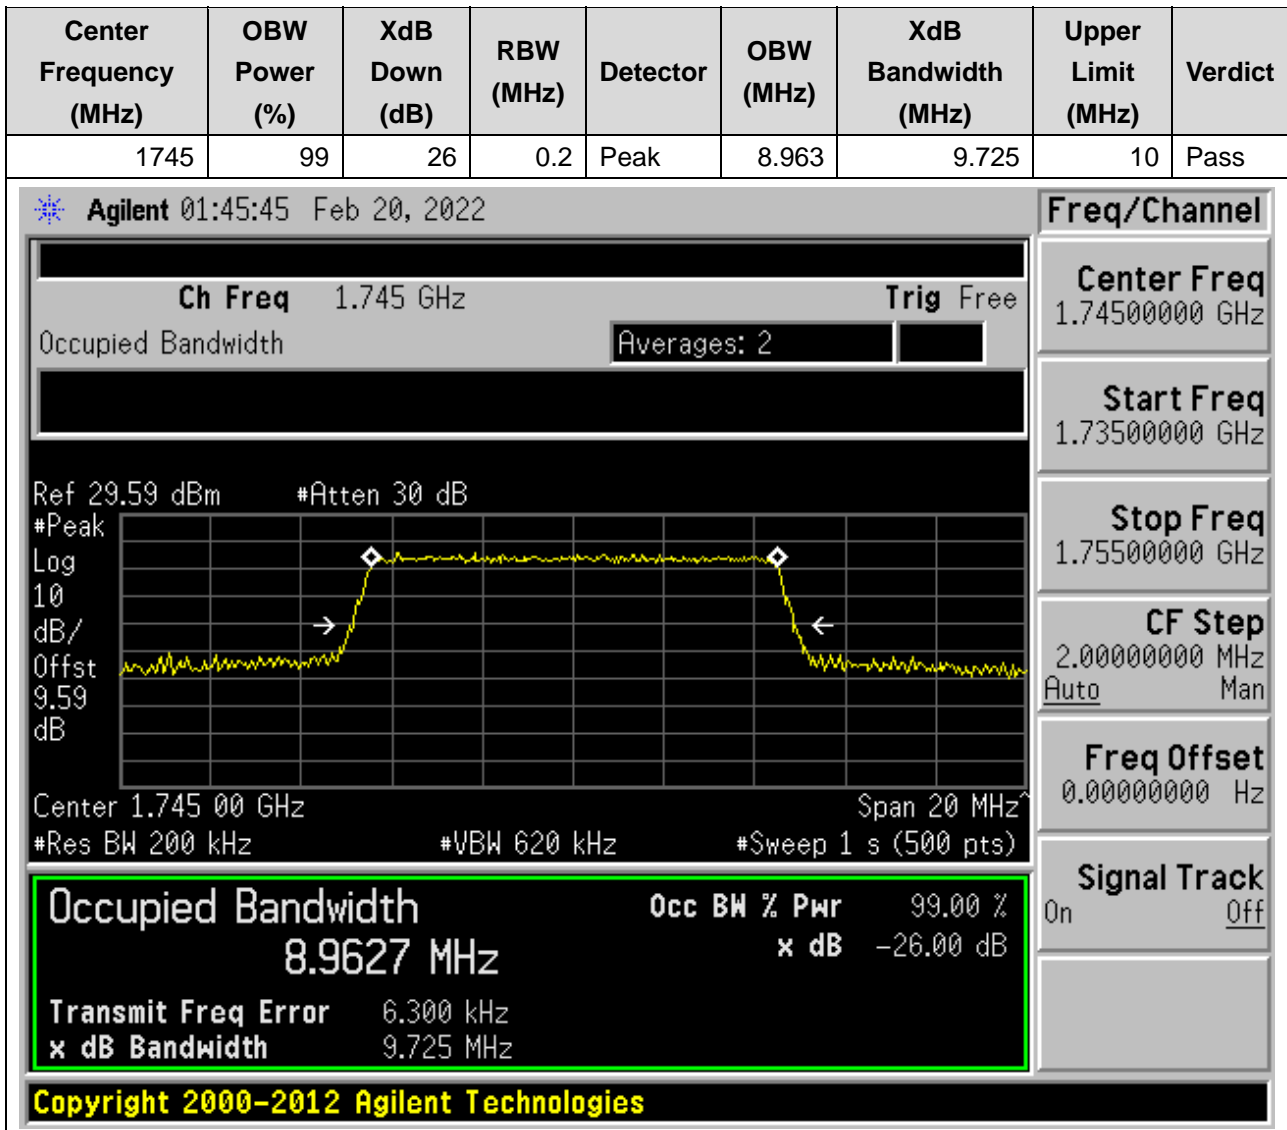 Center Frequency (MHz) OBW Power (%) XdB Down (dB) RBW (MHz) Detector OBW (MHz) XdB Bandwidth (MHz) Upper Limit (MHz) Verdict
1745 99 26 0.2 Peak 8.963 9.725 10 Pass
Agilent 01:45:45 Feb 20, 2022
Ch Freq 1.745 GHz Trig Free
Occupied Bandwidth Averages: 2
Ref 29.59 dBm #Atten 30 dB
#Peak
Log
10
dB/
Offst
9.59
dB
Center 1.745 00 GHz Span 20 MHz^
#Res BW 200 kHz #VBW 620 kHz #Sweep 1 s (500 pts)
Occupied Bandwidth Occ BW % Pwr 99.00 %
8.9627 MHz x dB -26.00 dB
Transmit Freq Error 6.300 kHz
x dB Bandwidth 9.725 MHz
Freq/Channel
Center Freq
1.74500000 GHz
Start Freq
1.73500000 GHz
Stop Freq
1.75500000 GHz
CF Step
2.00000000 MHz
Auto Man
Freq Offset
0.00000000 Hz
Signal Track
On Off
Copyright 2000-2012 Agilent Technologies